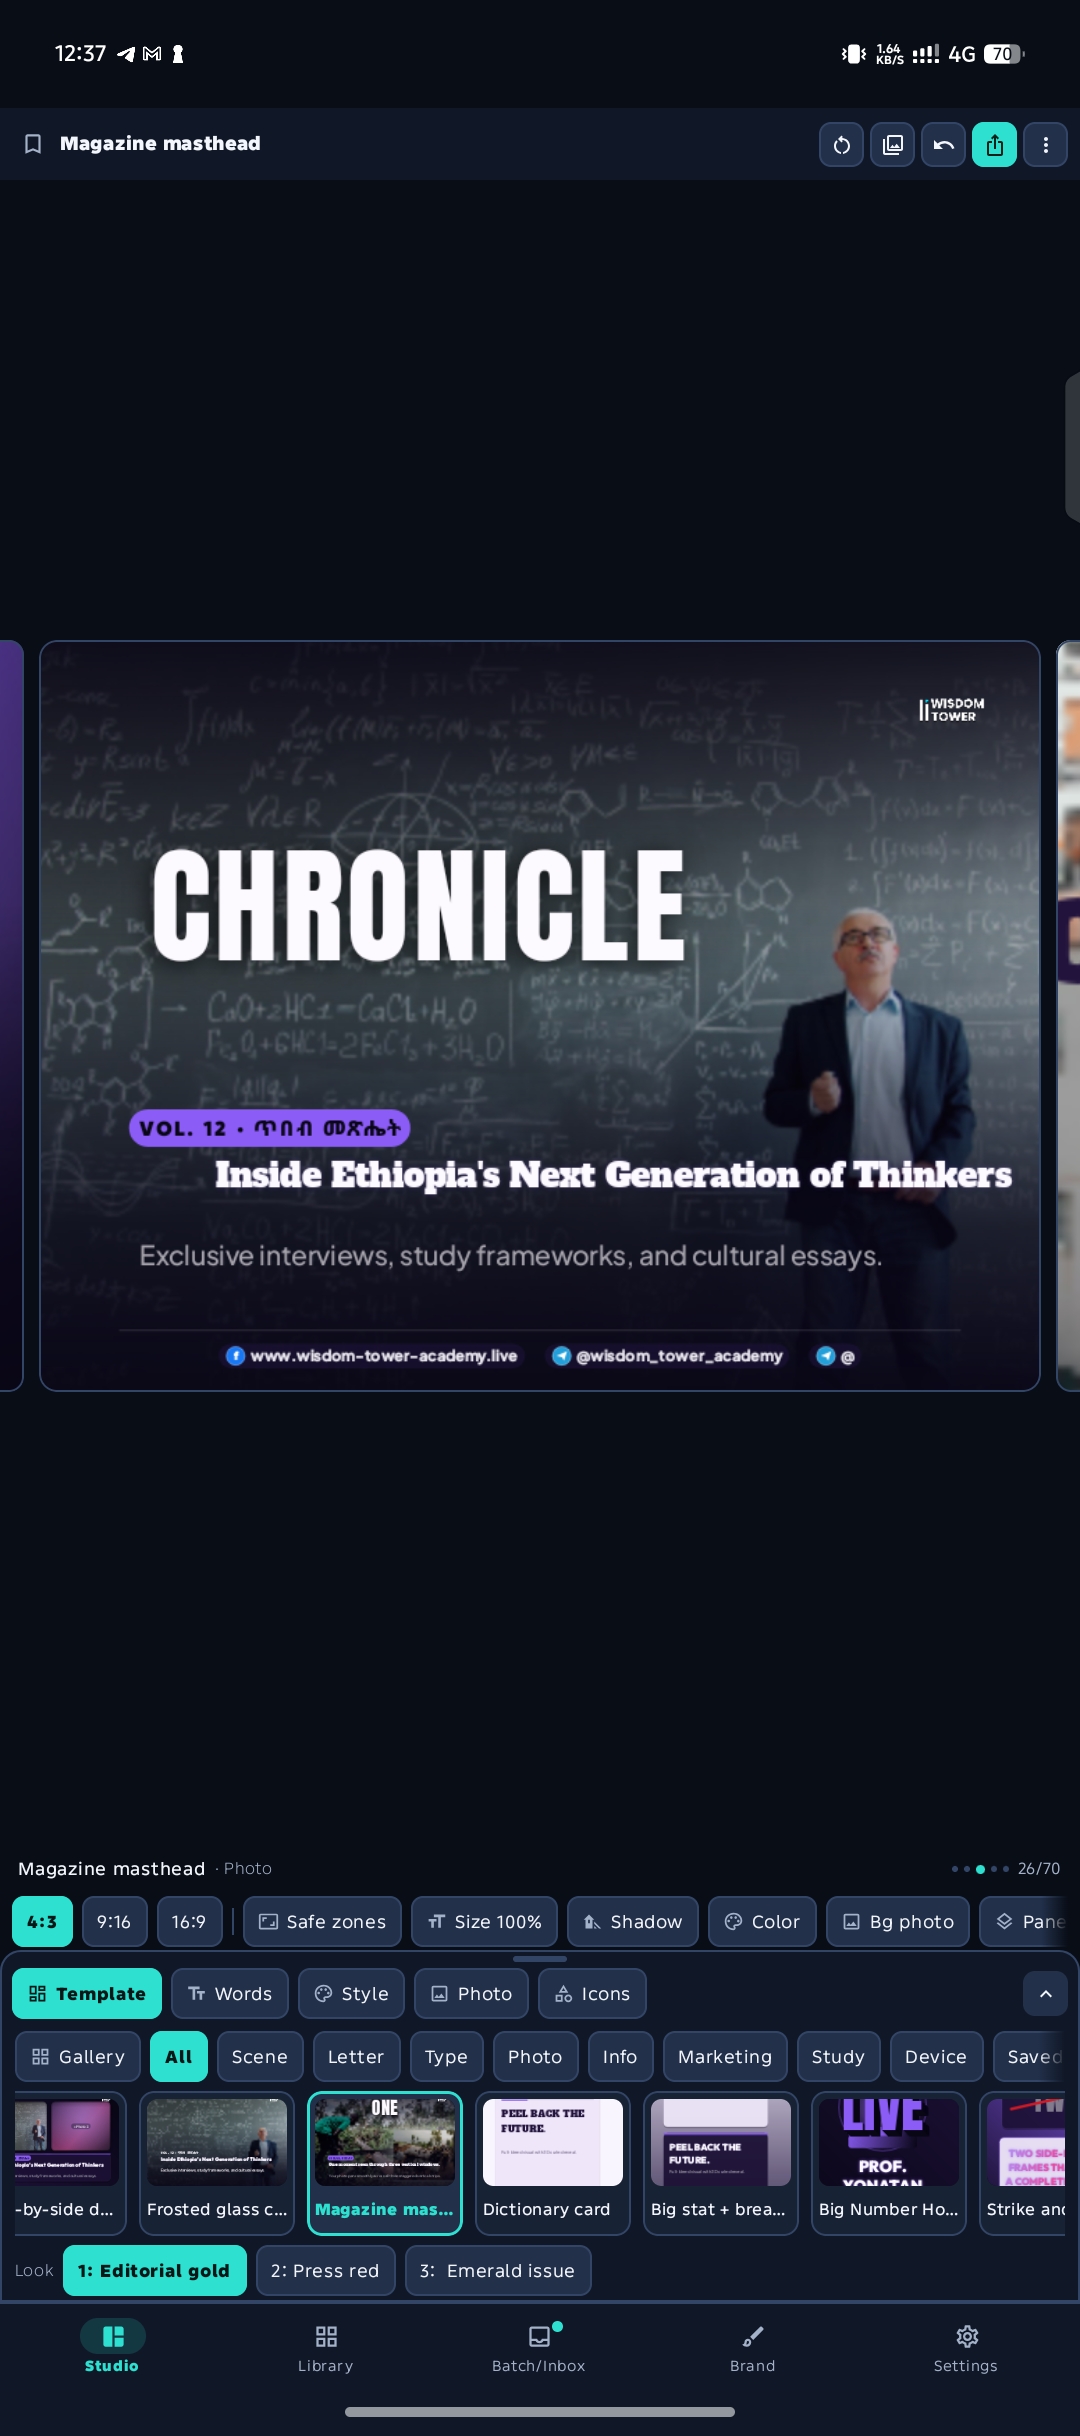 12:37
1.64
KB/S
4G
70
Magazine masthead
WISDOM
TOWER
CHRONICLE
VOL. 12 · ጥበብ መጽሔት
Inside Ethiopia's Next Generation of Thinkers
Exclusive interviews, study frameworks, and cultural essays.
www.wisdom-tower-academy.live @wisdom_tower_academy @
Magazine masthead · Photo 26/70
4:3 9:16 16:9 Safe zones Size 100% Shadow Color Bg photo Pane
Template Words Style Photo Icons
Gallery All Scene Letter Type Photo Info Marketing Study Device Saved
ONE
PEEL BACK THE
FUTURE.
PEEL BACK THE
FUTURE.
LIVE
PROF.
YONATAN
TWO SIDE-
FRAMES TH
A COMPLET
-by-side d... Frosted glass c... Magazine mas... Dictionary card Big stat + brea... Big Number Ho... Strike and
Look 1: Editorial gold 2: Press red 3: Emerald issue
Studio Library Batch/Inbox Brand Settings